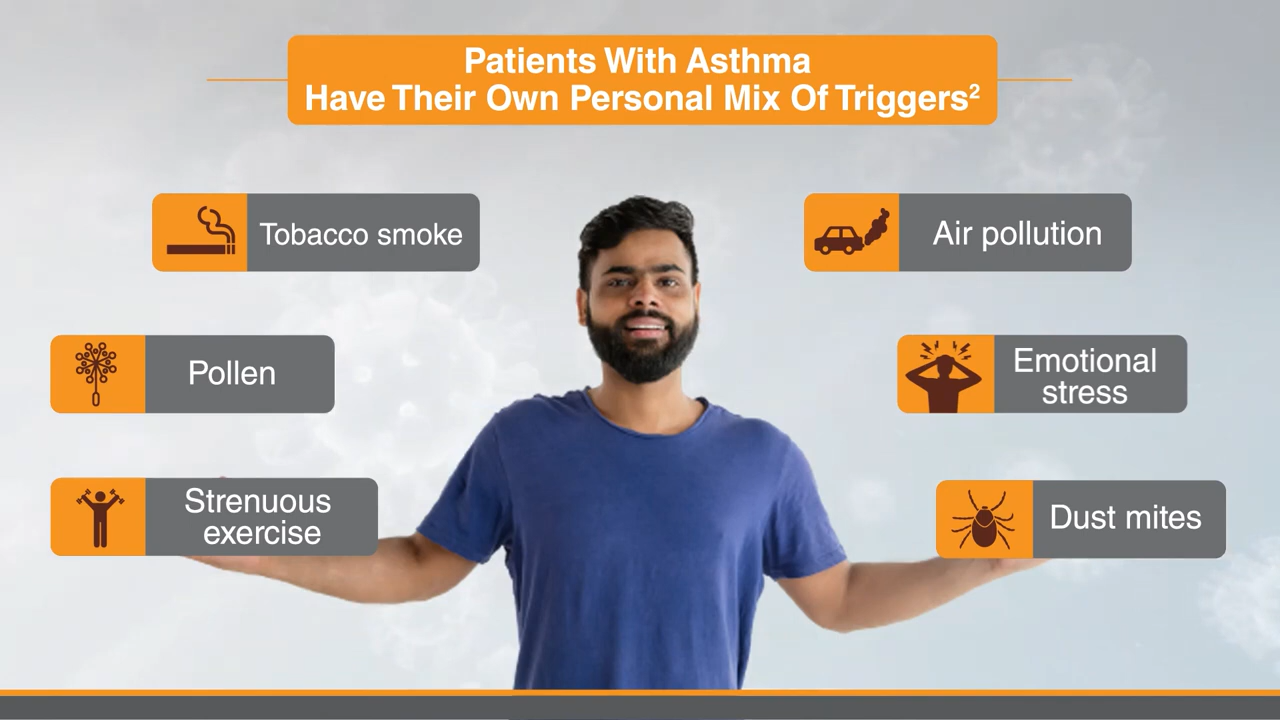 Patients With Asthma
Have Their Own Personal Mix Of Triggers²
Tobacco smoke
Air pollution
Pollen
Emotional
stress
Strenuous
exercise
Dust mites